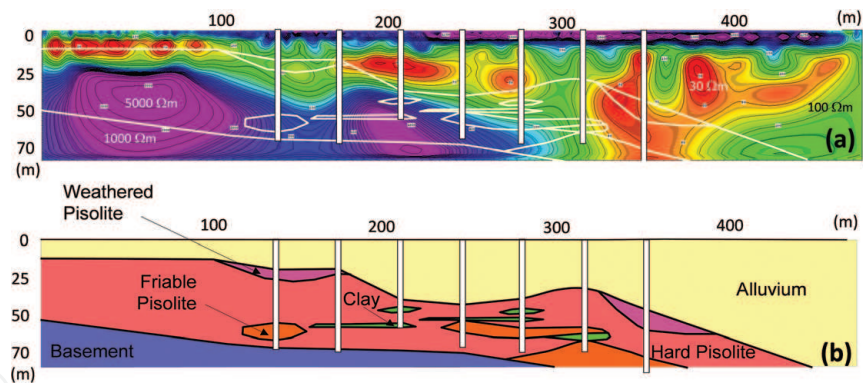 100 200 300 400 (m)
0
25
50
70
(m)
5000 Ωm
1000 Ωm
30 Ωm
100 Ωm
(a)
Weathered
Pisolite
100 200 300 400 (m)
0
25
50
70
(m)
Friable
Pisolite
Clay
Alluvium
Basement
Hard Pisolite
(b)